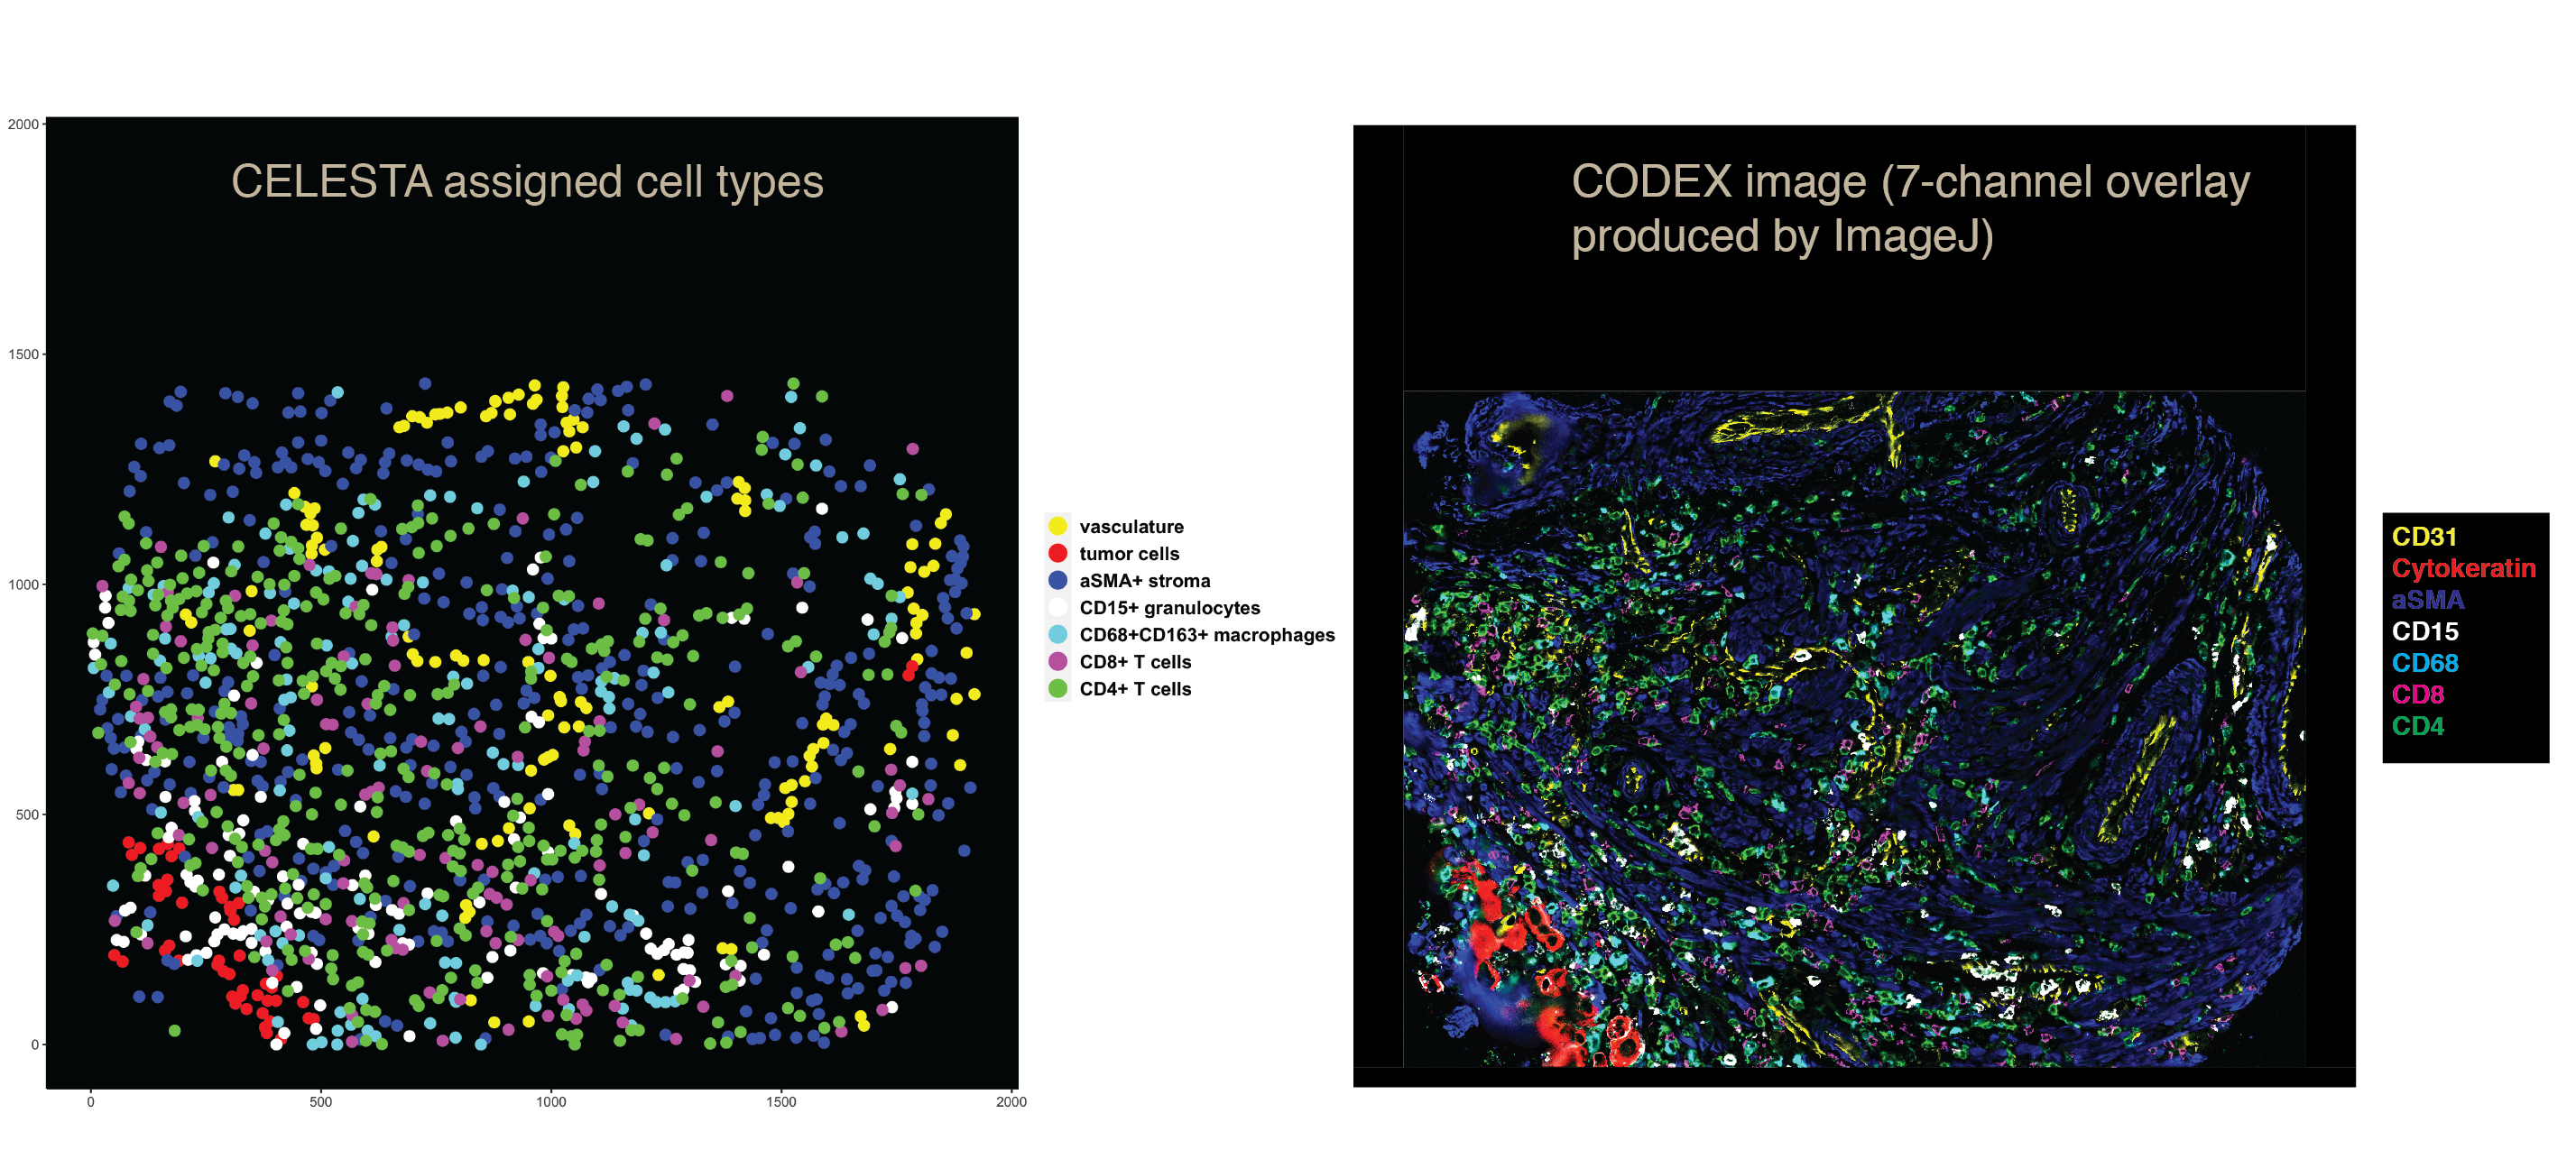 CELESTA assigned cell types
2000
1500
1000
500
0
0
500
1000
1500
2000
vasculature
tumor cells
aSMA+ stroma
CD15+ granulocytes
CD68+CD163+ macrophages
CD8+ T cells
CD4+ T cells
CODEX image (7-channel overlay
produced by ImageJ)
CD31
Cytokeratin
aSMA
CD15
CD68
CD8
CD4